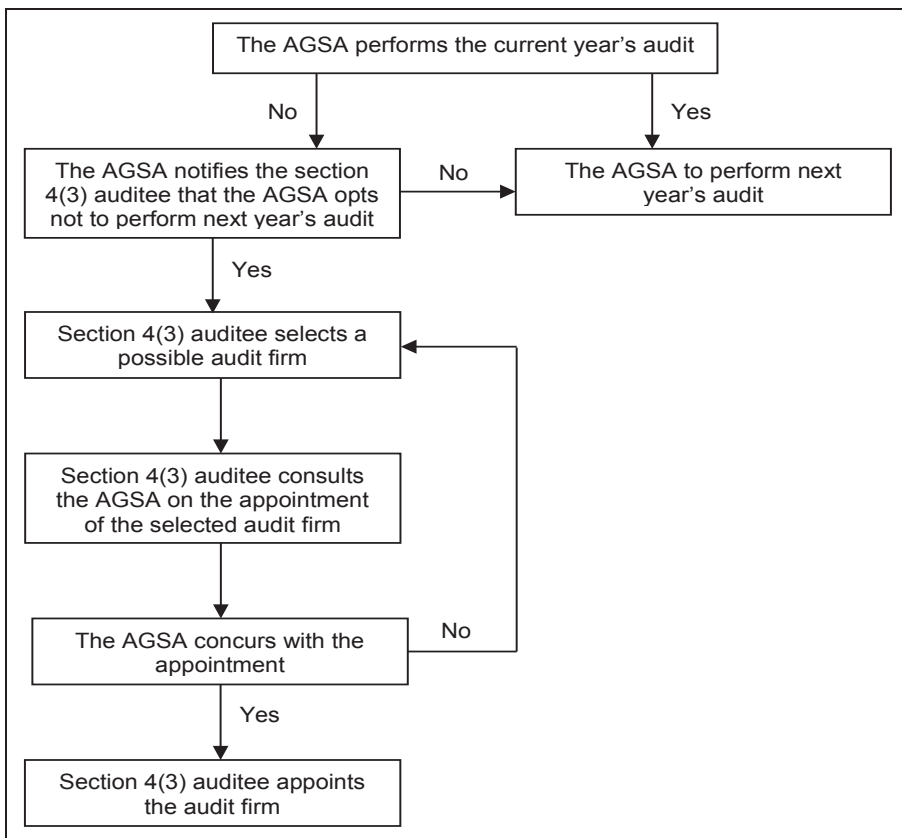 The AGSA performs the current year's audit
No
Yes
The AGSA notifies the section
4(3) auditee that the AGSA opts
not to perform next year's audit
No
The AGSA to perform next
year's audit
Yes
Section 4(3) auditee selects a
possible audit firm
Section 4(3) auditee consults
the AGSA on the appointment
of the selected audit firm
The AGSA concurs with the
appointment
No
Yes
Section 4(3) auditee appoints
the audit firm